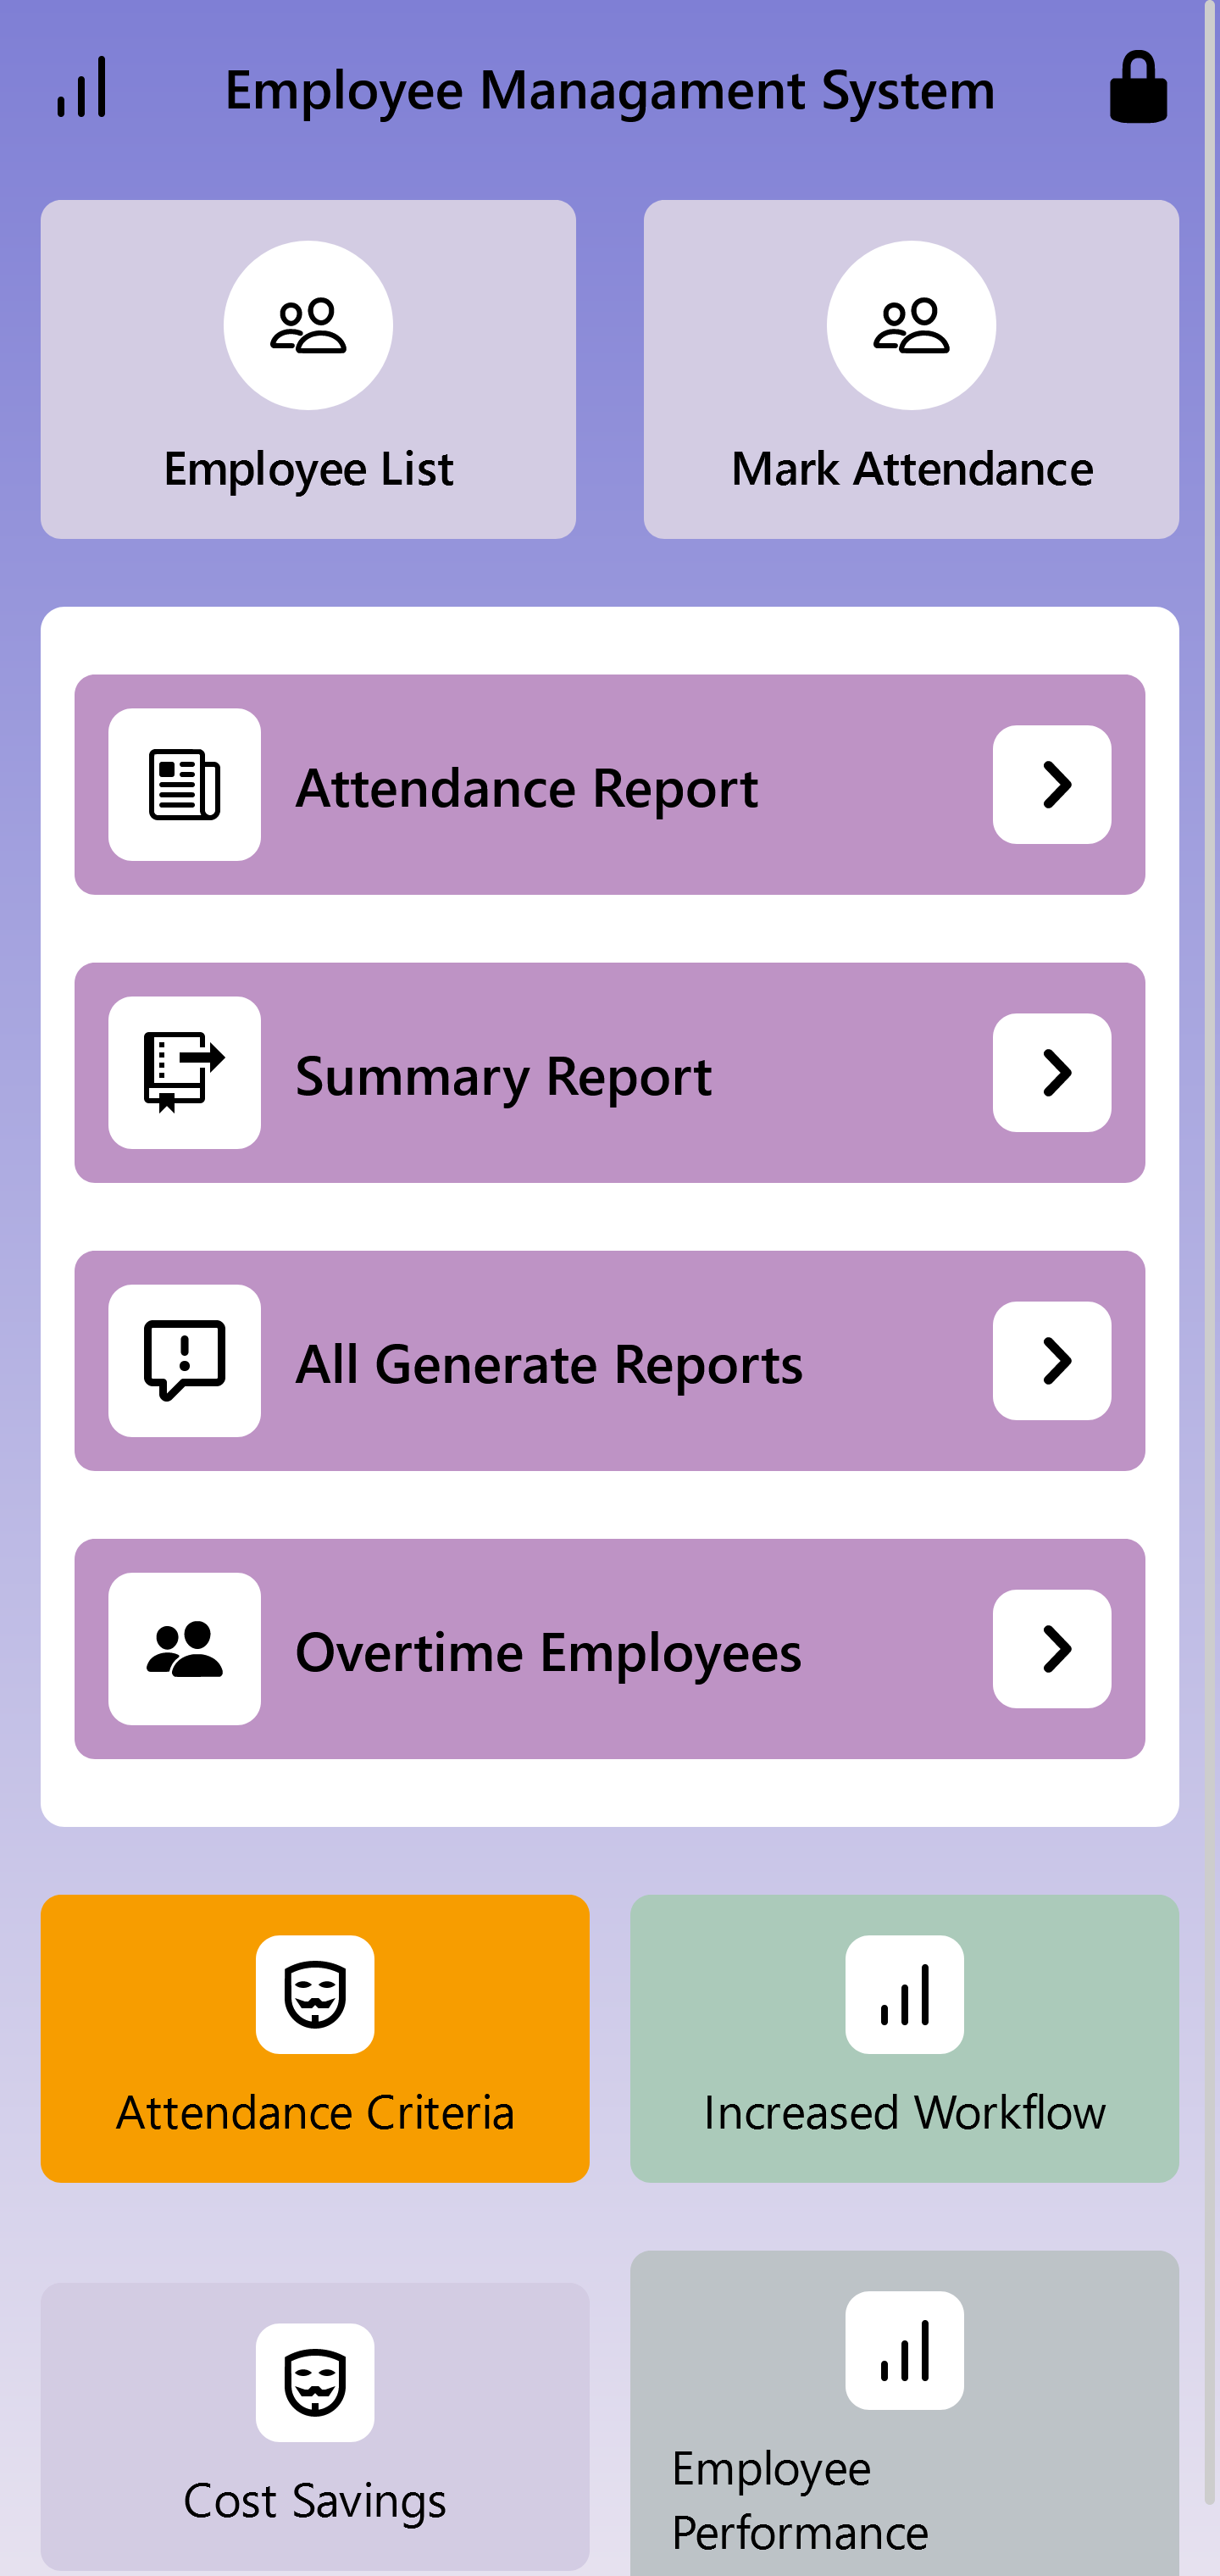 Employee Managament System
Employee List
Mark Attendance
Attendance Report
Summary Report
All Generate Reports
Overtime Employees
Attendance Criteria
Increased Workflow
Cost Savings
Employee
Performance